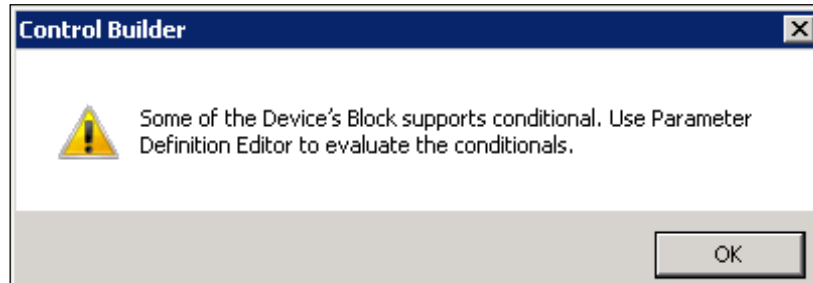 Control Builder
Some of the Device's Block supports conditional. Use Parameter
Definition Editor to evaluate the conditionals.
OK